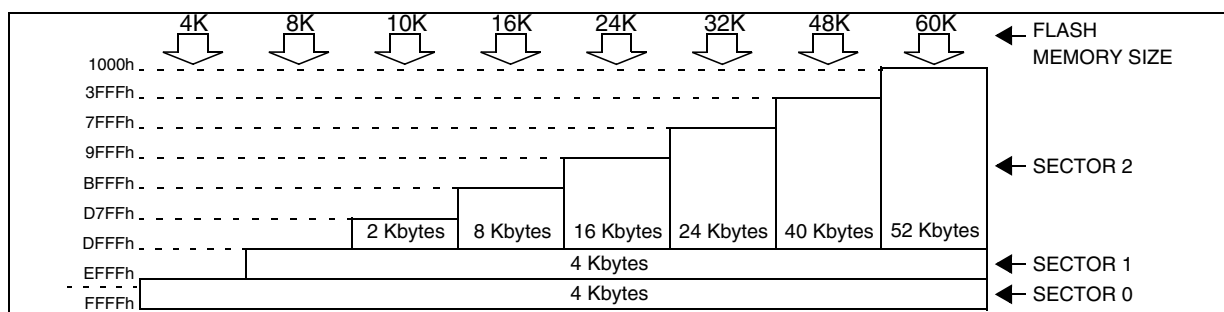 4K 8K 10K 16K 24K 32K 48K 60K
FLASH
MEMORY SIZE
1000h
3FFFh
7FFFh
9FFFh
SECTOR 2
BFFFh
D7FFh
2 Kbytes 8 Kbytes 16 Kbytes 24 Kbytes 40 Kbytes 52 Kbytes
DFFFh
4 Kbytes
SECTOR 1
EFFFh
4 Kbytes
SECTOR 0
FFFFh